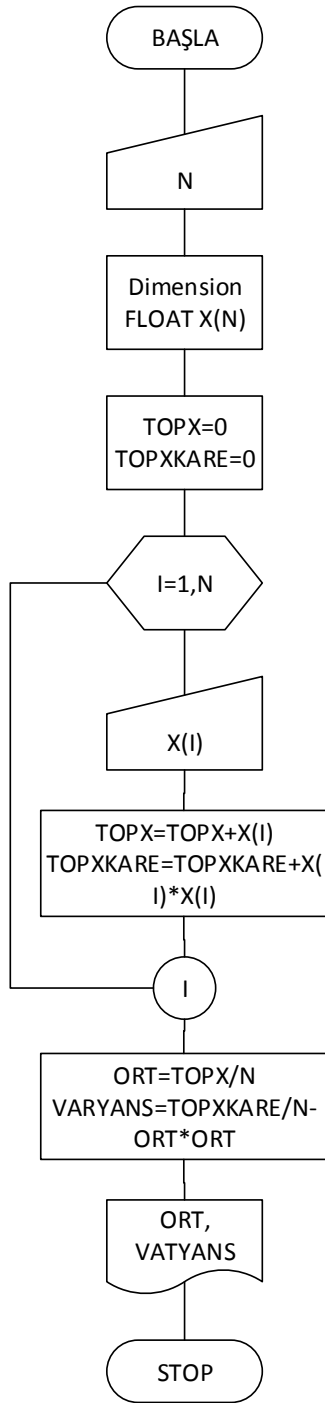 BAŞLA
N
Dimension
FLOAT X(N)
TOPX=0
TOPXKARE=0
I=1,N
X(I)
TOPX=TOPX+X(I)
TOPXKARE=TOPXKARE+X(
I)*X(I)
I
ORT=TOPX/N
VARYANS=TOPXKARE/N-
ORT*ORT
ORT,
VATYANS
STOP